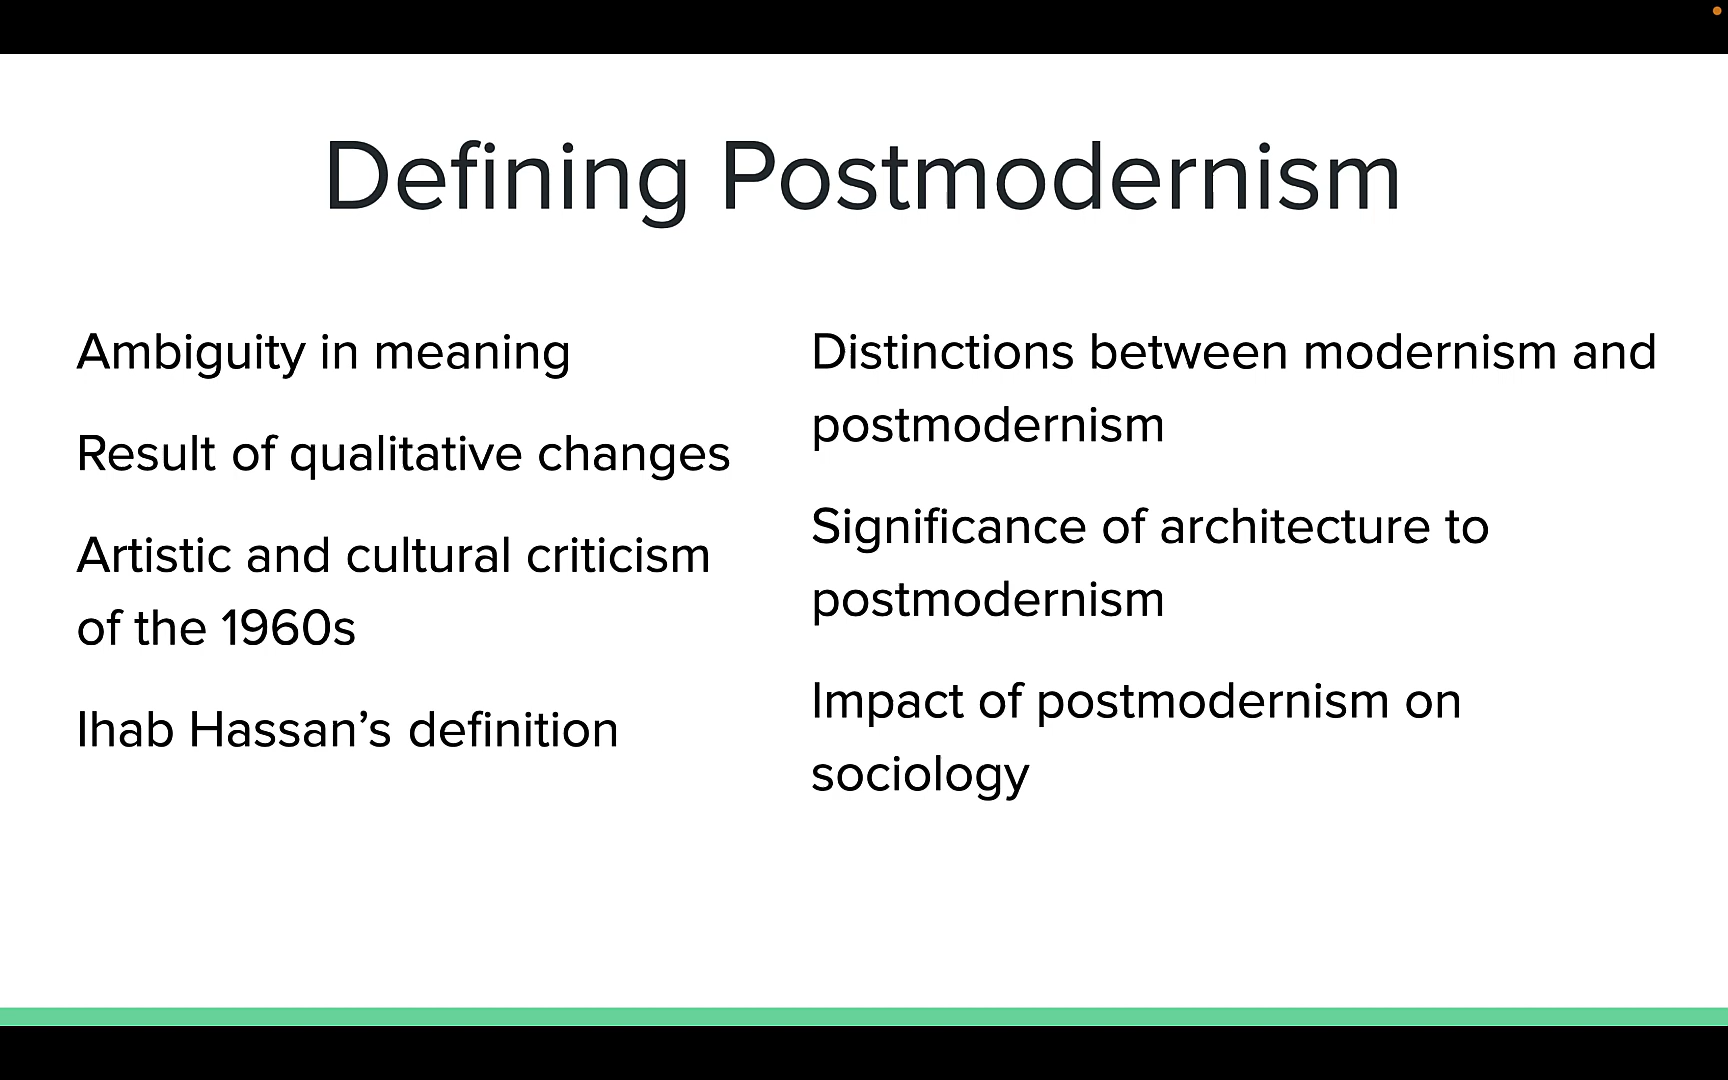 Defining Postmodernism
Ambiguity in meaning
Result of qualitative changes
Artistic and cultural criticism
of the 1960s
Ihab Hassan’s definition
Distinctions between modernism and
postmodernism
Significance of architecture to
postmodernism
Impact of postmodernism on
sociology